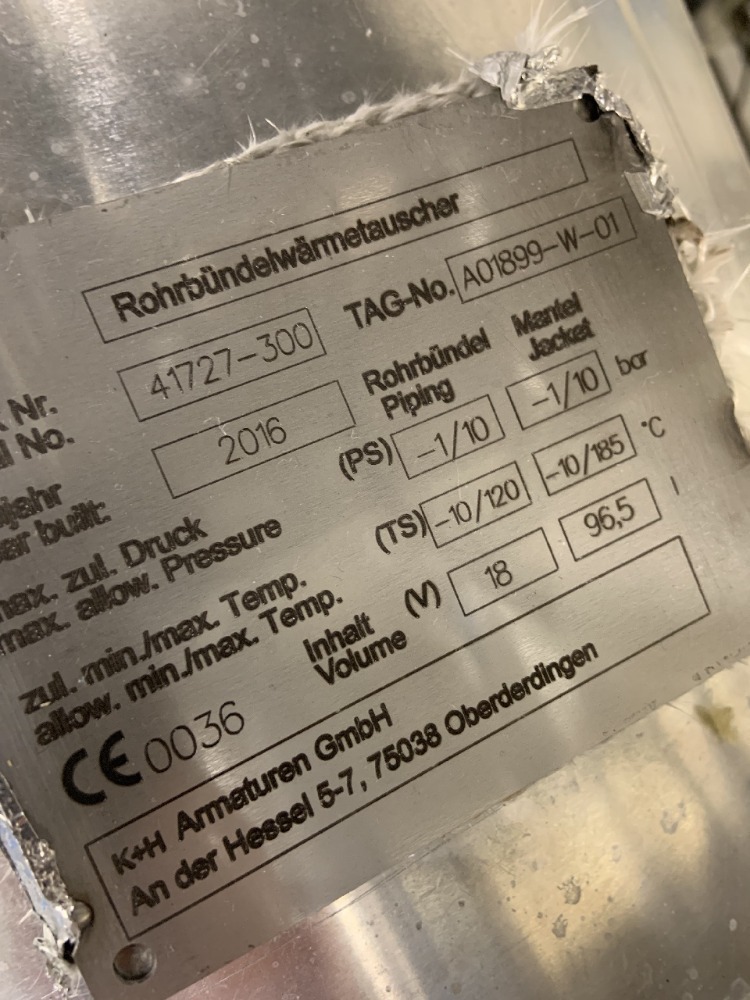 Rohrbündelwärmetauscher
Nr. 41727-300 TAG-No. A01899-W-01
No.
2016 Rohrbündel Mantel
Piping Jacket
built:
max. zul. Druck (PS) -1/10 -1/10 bar
max. allow. Pressure
zul. min./max. Temp. (TS) -10/120 -10/185 °C
allow. min./max. Temp.
Inhalt (V) 18 96,5 l
Volume
CE 0036
K+H Armaturen GmbH
An der Hessel 5-7, 75038 Oberderdingen